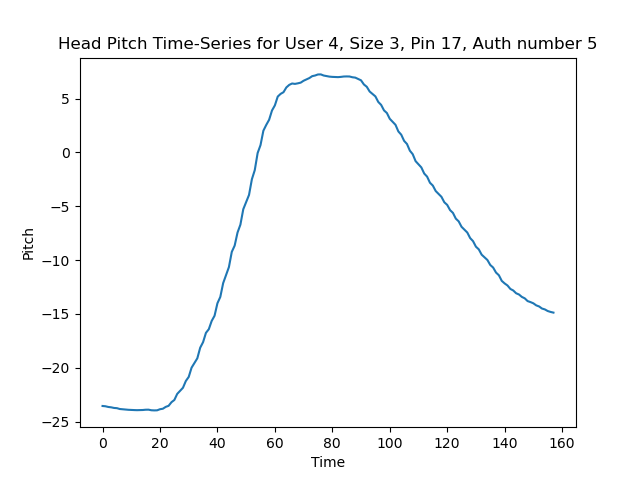 Head Pitch Time-Series for User 4, Size 3, Pin 17, Auth number 5
5
0
−5
−10
−15
−20
−25
Pitch
0 20 40 60 80 100 120 140 160
Time